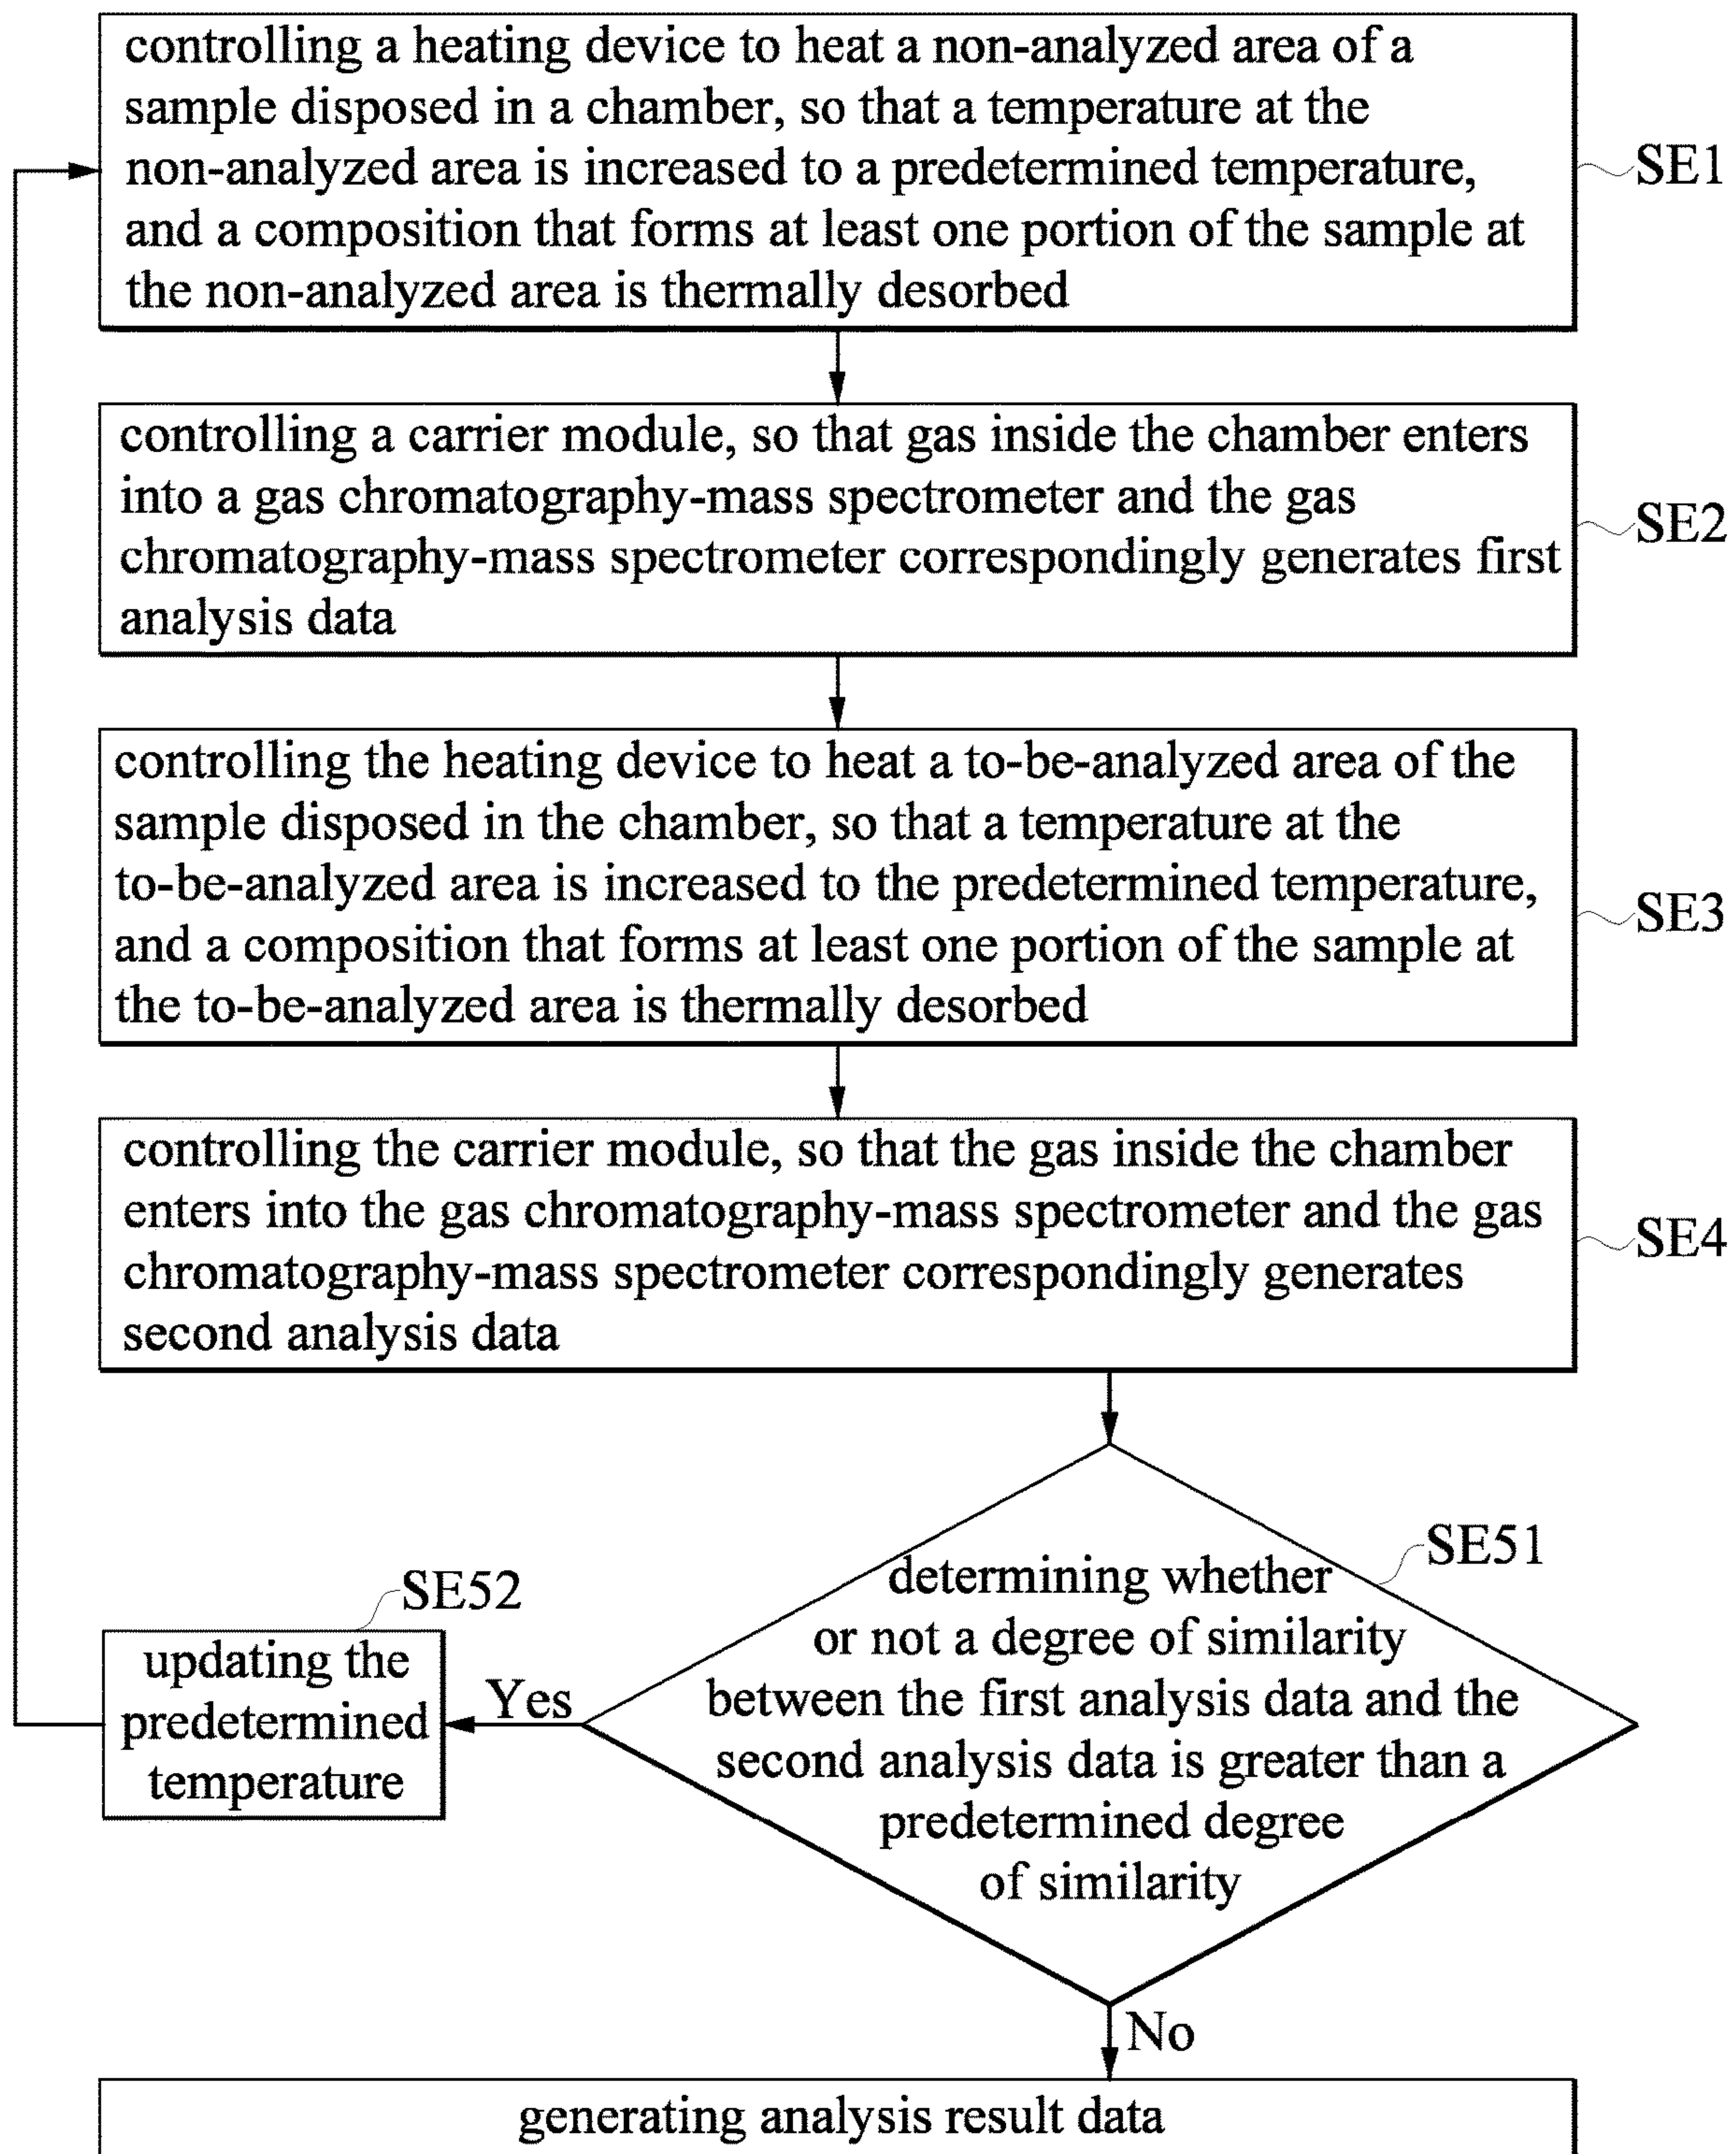 controlling a heating device to heat a non-analyzed area of a
sample disposed in a chamber, so that a temperature at the
non-analyzed area is increased to a predetermined temperature,
and a composition that forms at least one portion of the sample at
the non-analyzed area is thermally desorbed
SE1
controlling a carrier module, so that gas inside the chamber enters
into a gas chromatography-mass spectrometer and the gas
chromatography-mass spectrometer correspondingly generates first
analysis data
SE2
controlling the heating device to heat a to-be-analyzed area of the
sample disposed in the chamber, so that a temperature at the
to-be-analyzed area is increased to the predetermined temperature,
and a composition that forms at least one portion of the sample at
the to-be-analyzed area is thermally desorbed
SE3
controlling the carrier module, so that the gas inside the chamber
enters into the gas chromatography-mass spectrometer and the gas
chromatography-mass spectrometer correspondingly generates
second analysis data
SE4
SE51
determining whether
or not a degree of similarity
between the first analysis data and the
second analysis data is greater than a
predetermined degree
of similarity
Yes
SE52
updating the
predetermined
temperature
No
generating analysis result data